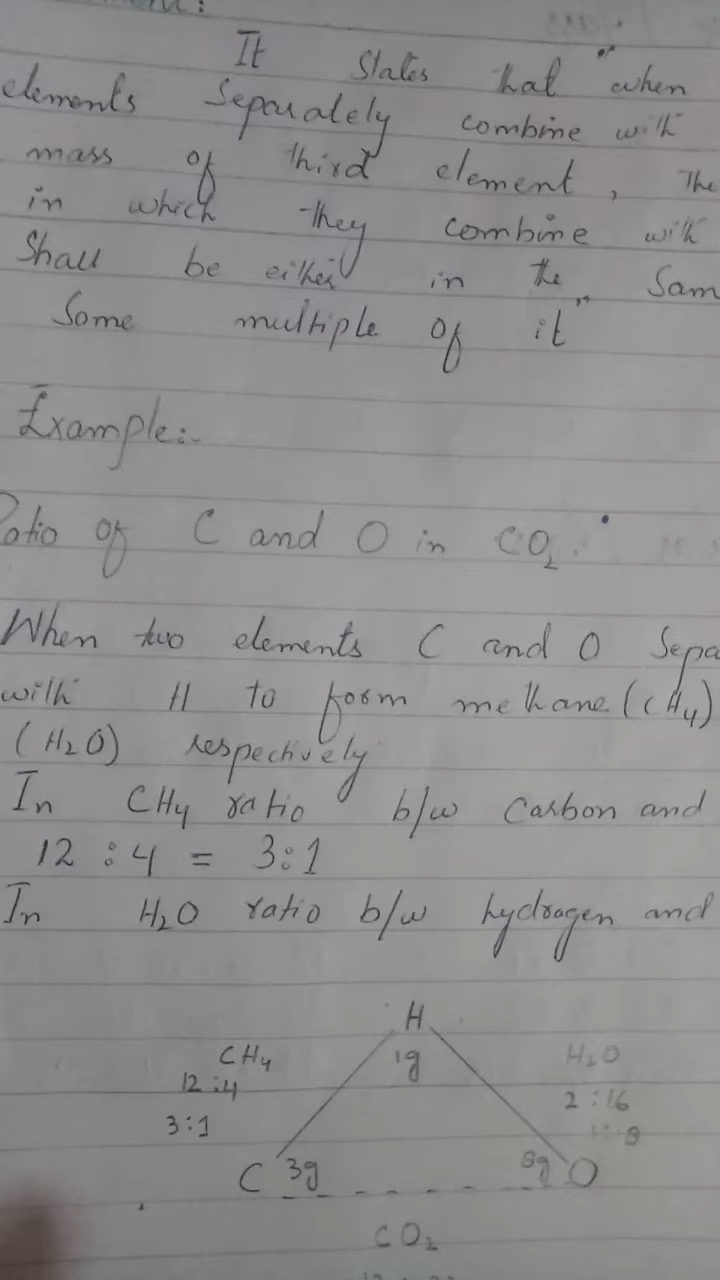 It States that "when
elements Separately combine with
mass of third element, The
in which they combine with
Shall be either in the Sam
Some multiple of it"
Example:-
Ratio of C and O in CO2.
When two elements C and O Sepa
with H to form methane (CH4)
(H2O) respectively
In CH4 ratio b/w Carbon and
12 : 4 = 3:1
In H2O ratio b/w hydrogen and
H
CH4 1g H2O
12:4 2:16
3:1 1:8
C 3g 8g O
CO2